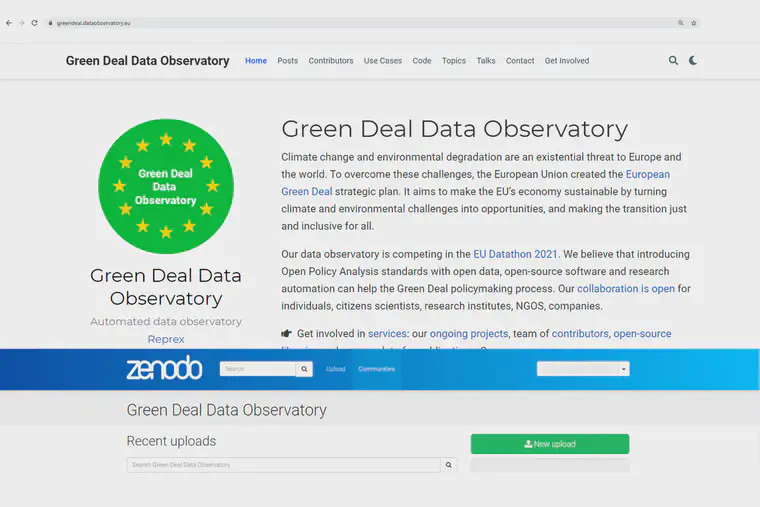 greendeal.dataobservatory.eu
Green Deal Data Observatory Home Posts Contributors Use Cases Code Topics Talks Contact Get Involved
Green Deal
Data
Observatory
Green Deal Data
Observatory
Automated data observatory
Reprex
Green Deal Data Observatory
Climate change and environmental degradation are an existential threat to Europe and
the world. To overcome these challenges, the European Union created the European
Green Deal strategic plan. It aims to make the EU's economy sustainable by turning
climate and environmental challenges into opportunities, and making the transition just
and inclusive for all.
Our data observatory is competing in the EU Datathon 2021. We believe that introducing
Open Policy Analysis standards with open data, open-source software and research
automation can help the Green Deal policymaking process. Our collaboration is open for
individuals, citizens scientists, research institutes, NGOS, companies.
Get involved in services: our ongoing projects, team of contributors, open-source
zenodo Search Upload Communities
Green Deal Data Observatory
Recent uploads
New upload
Search Green Deal Data Observatory